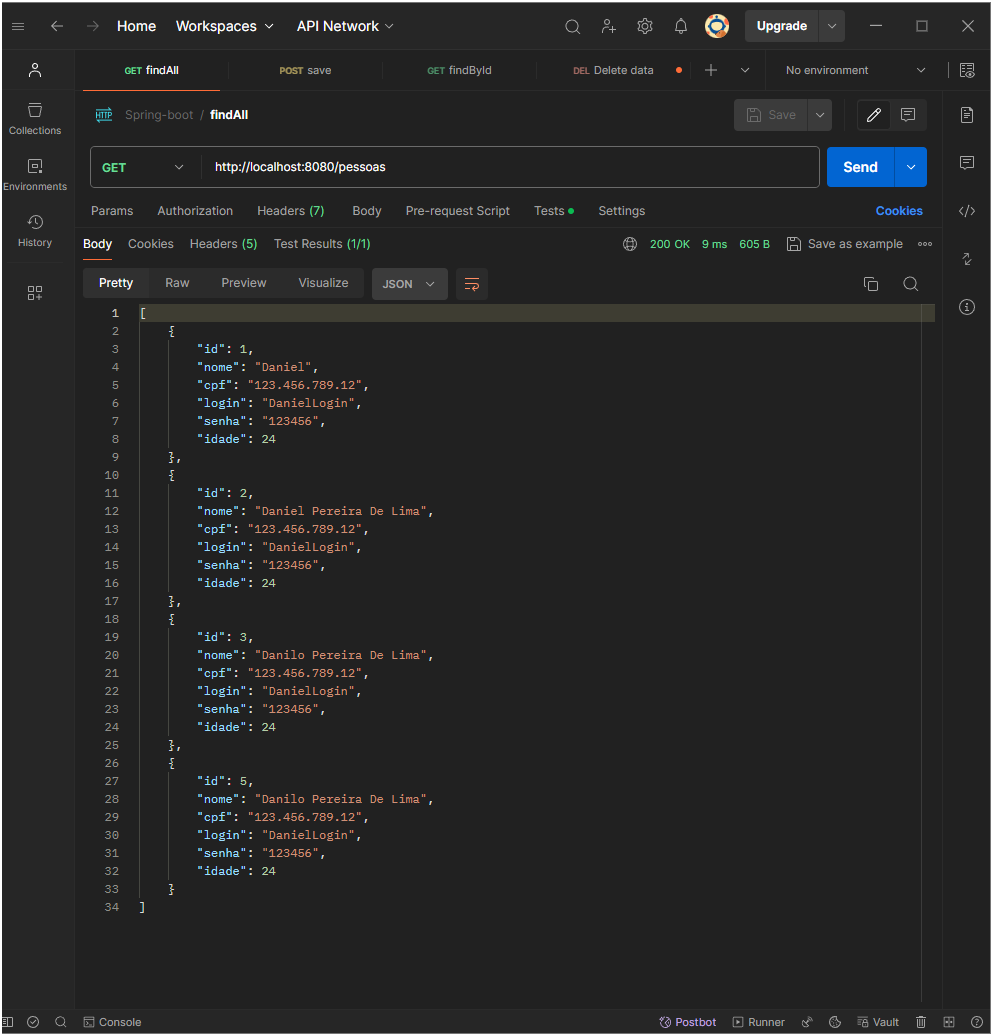 Home Workspaces API Network Upgrade
GET findAll POST save GET findById DEL Delete data No environment
HTTP Spring-boot / findAll Save
Collections
GET http://localhost:8080/pessoas Send
Environments
Params Authorization Headers (7) Body Pre-request Script Tests Settings Cookies
History
Body Cookies Headers (5) Test Results (1/1) 200 OK 9 ms 605 B Save as example
Pretty Raw Preview Visualize JSON
1 [
2 {
3 "id": 1,
4 "nome": "Daniel",
5 "cpf": "123.456.789.12",
6 "login": "DanielLogin",
7 "senha": "123456",
8 "idade": 24
9 },
10 {
11 "id": 2,
12 "nome": "Daniel Pereira De Lima",
13 "cpf": "123.456.789.12",
14 "login": "DanielLogin",
15 "senha": "123456",
16 "idade": 24
17 },
18 {
19 "id": 3,
20 "nome": "Danilo Pereira De Lima",
21 "cpf": "123.456.789.12",
22 "login": "DanielLogin",
23 "senha": "123456",
24 "idade": 24
25 },
26 {
27 "id": 5,
28 "nome": "Danilo Pereira De Lima",
29 "cpf": "123.456.789.12",
30 "login": "DanielLogin",
31 "senha": "123456",
32 "idade": 24
33 }
34 ]
Console Postbot Runner Vault